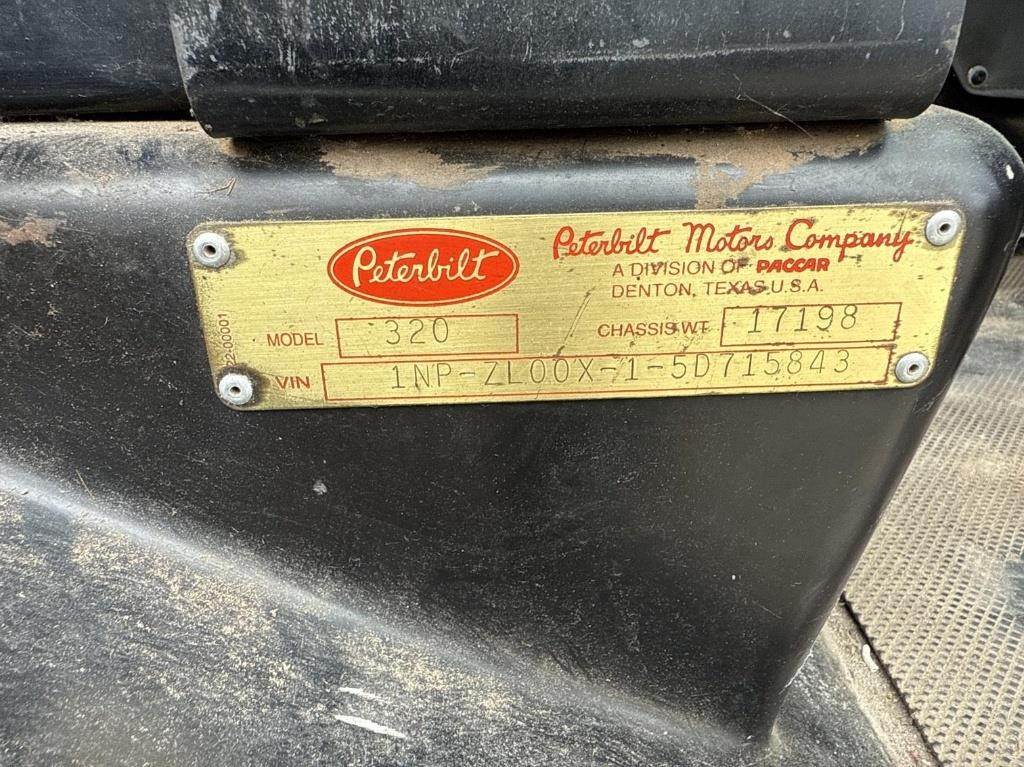 Peterbilt
Peterbilt Motors Company
A DIVISION OF PACCAR
DENTON, TEXAS U.S.A.
MODEL 320
CHASSIS WT 17198
VIN 1NP-ZL00X-1-5D715843